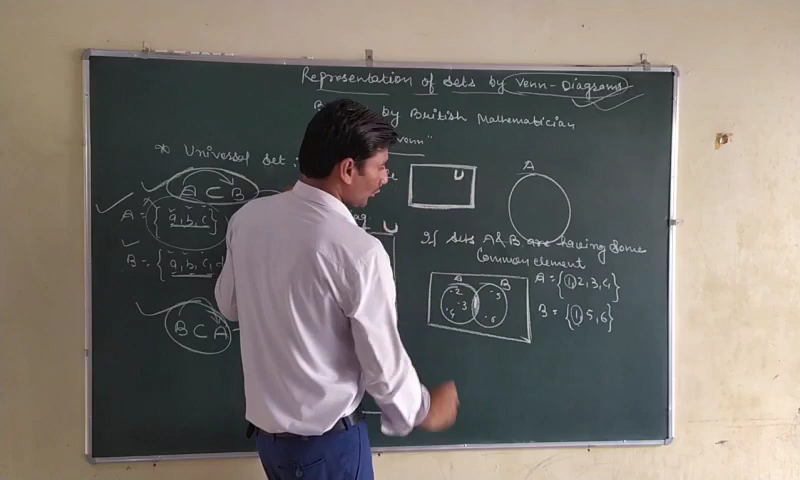 Representation of sets by Venn-Diagrams
by British Mathematician
Venn"
* Universal set :
U
A
A ⊂ B
A = {a, b, c}
B = {a, b, c, d
B ⊂ A
U
If sets A & B are having some
Common element
A
B
.2
.3
.4
.5
.6
A = {1, 2, 3, 4}
B = {1, 5, 6}